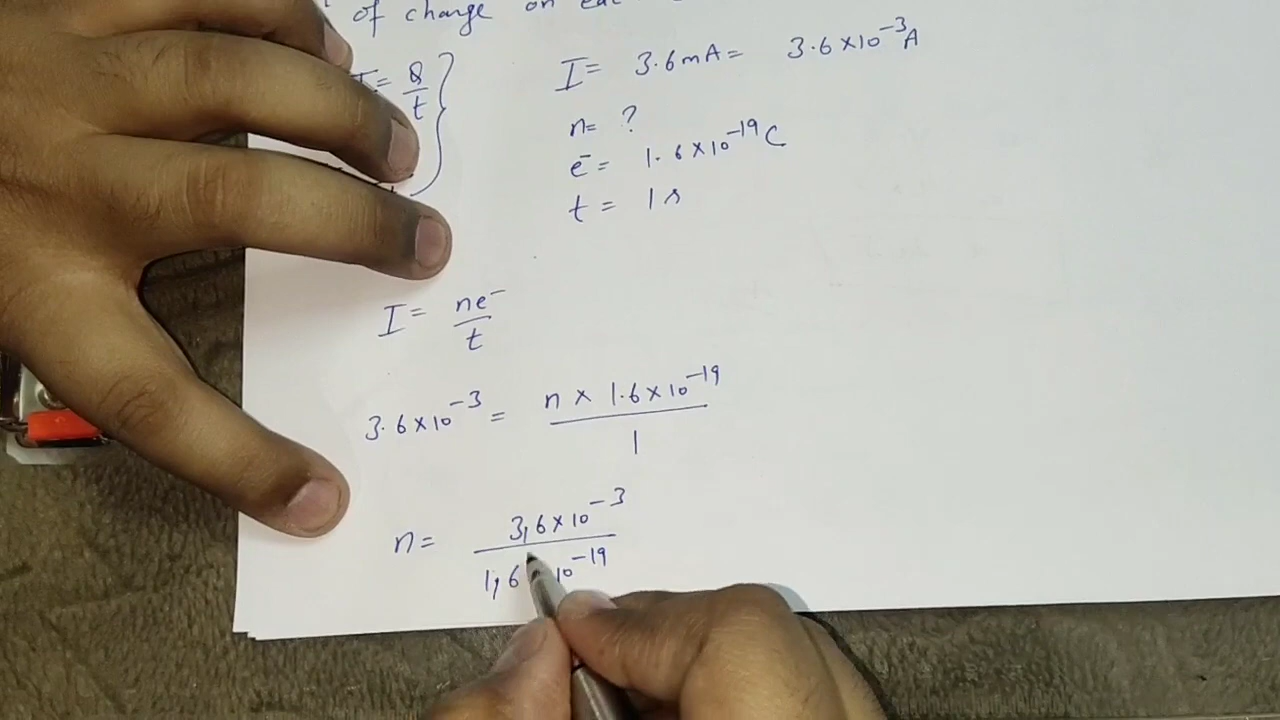 of change on
I = Q/t
I = 3.6mA = 3.6×10⁻³A
n = ?
e⁻ = 1.6×10⁻¹⁹C
t = 1s
I = ne⁻/t
3.6×10⁻³ = n × 1.6×10⁻¹⁹/1
n = 3,6×10⁻³/1,6 10⁻¹⁹